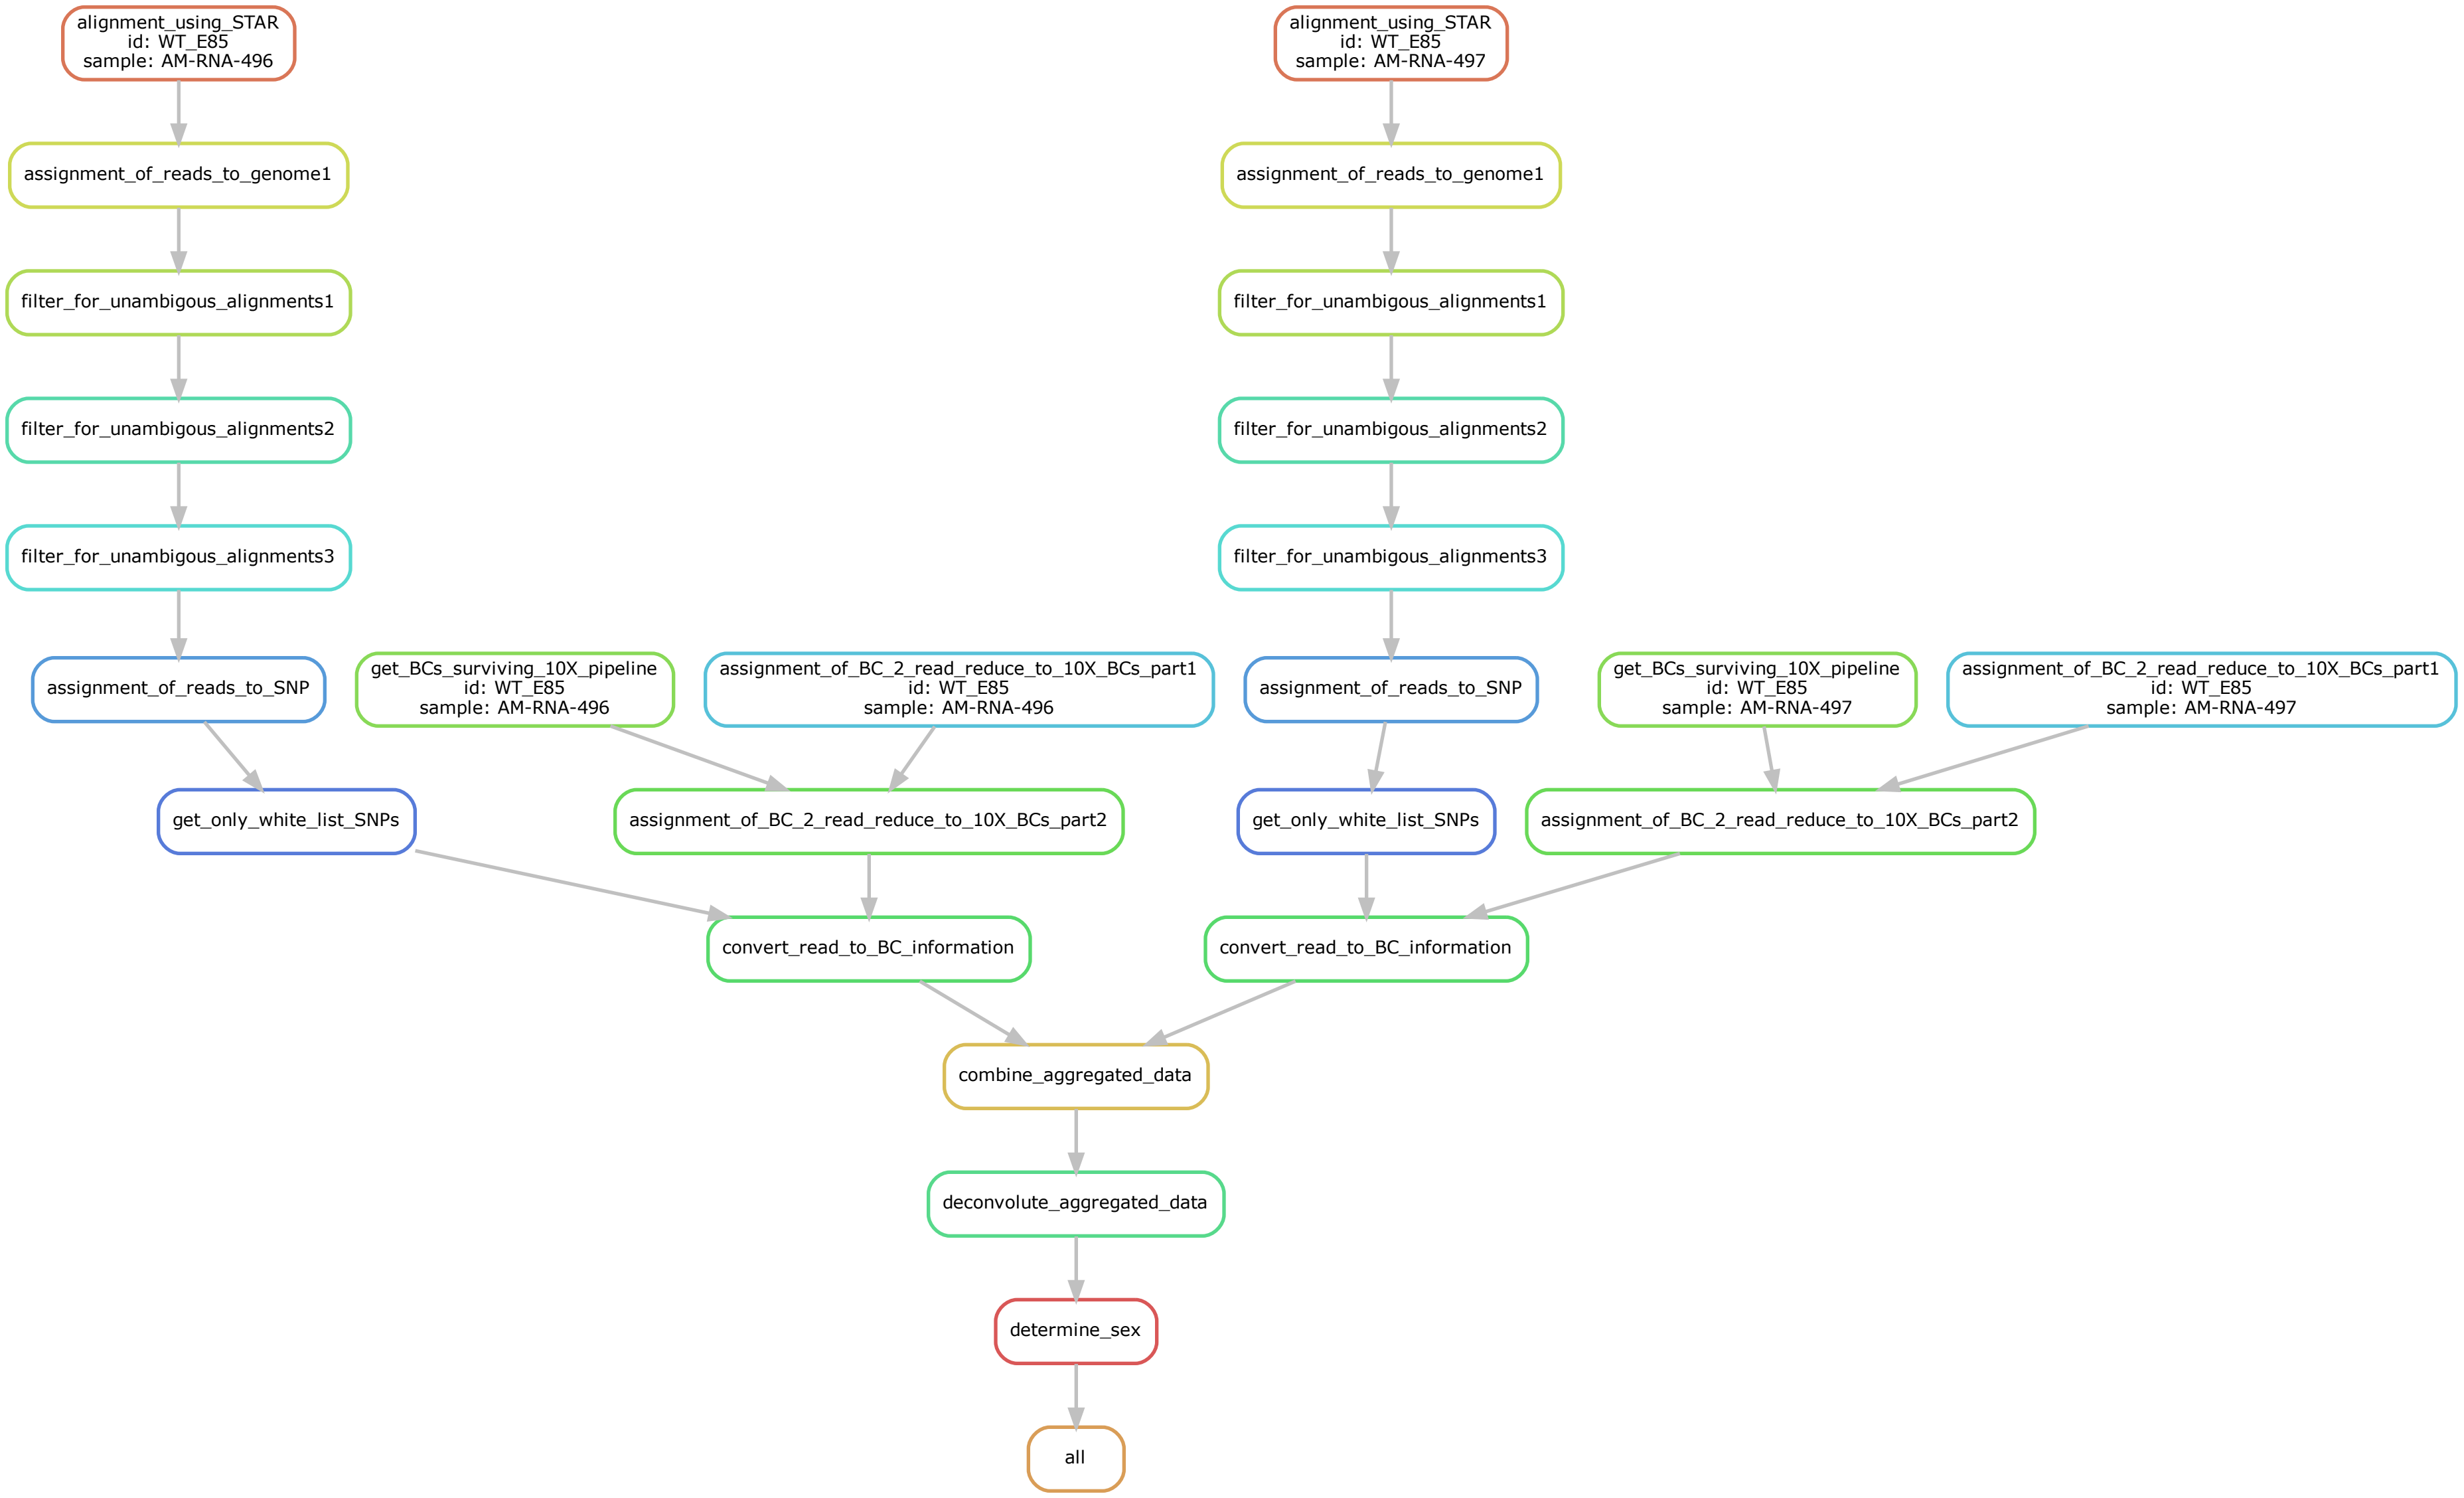 alignment_using_STAR
id: WT_E85
sample: AM-RNA-496
alignment_using_STAR
id: WT_E85
sample: AM-RNA-497
assignment_of_reads_to_genome1
assignment_of_reads_to_genome1
filter_for_unambigous_alignments1
filter_for_unambigous_alignments1
filter_for_unambigous_alignments2
filter_for_unambigous_alignments2
filter_for_unambigous_alignments3
filter_for_unambigous_alignments3
assignment_of_reads_to_SNP
get_BCs_surviving_10X_pipeline
id: WT_E85
sample: AM-RNA-496
assignment_of_BC_2_read_reduce_to_10X_BCs_part1
id: WT_E85
sample: AM-RNA-496
assignment_of_reads_to_SNP
get_BCs_surviving_10X_pipeline
id: WT_E85
sample: AM-RNA-497
assignment_of_BC_2_read_reduce_to_10X_BCs_part1
id: WT_E85
sample: AM-RNA-497
get_only_white_list_SNPs
assignment_of_BC_2_read_reduce_to_10X_BCs_part2
get_only_white_list_SNPs
assignment_of_BC_2_read_reduce_to_10X_BCs_part2
convert_read_to_BC_information
convert_read_to_BC_information
combine_aggregated_data
deconvolute_aggregated_data
determine_sex
all